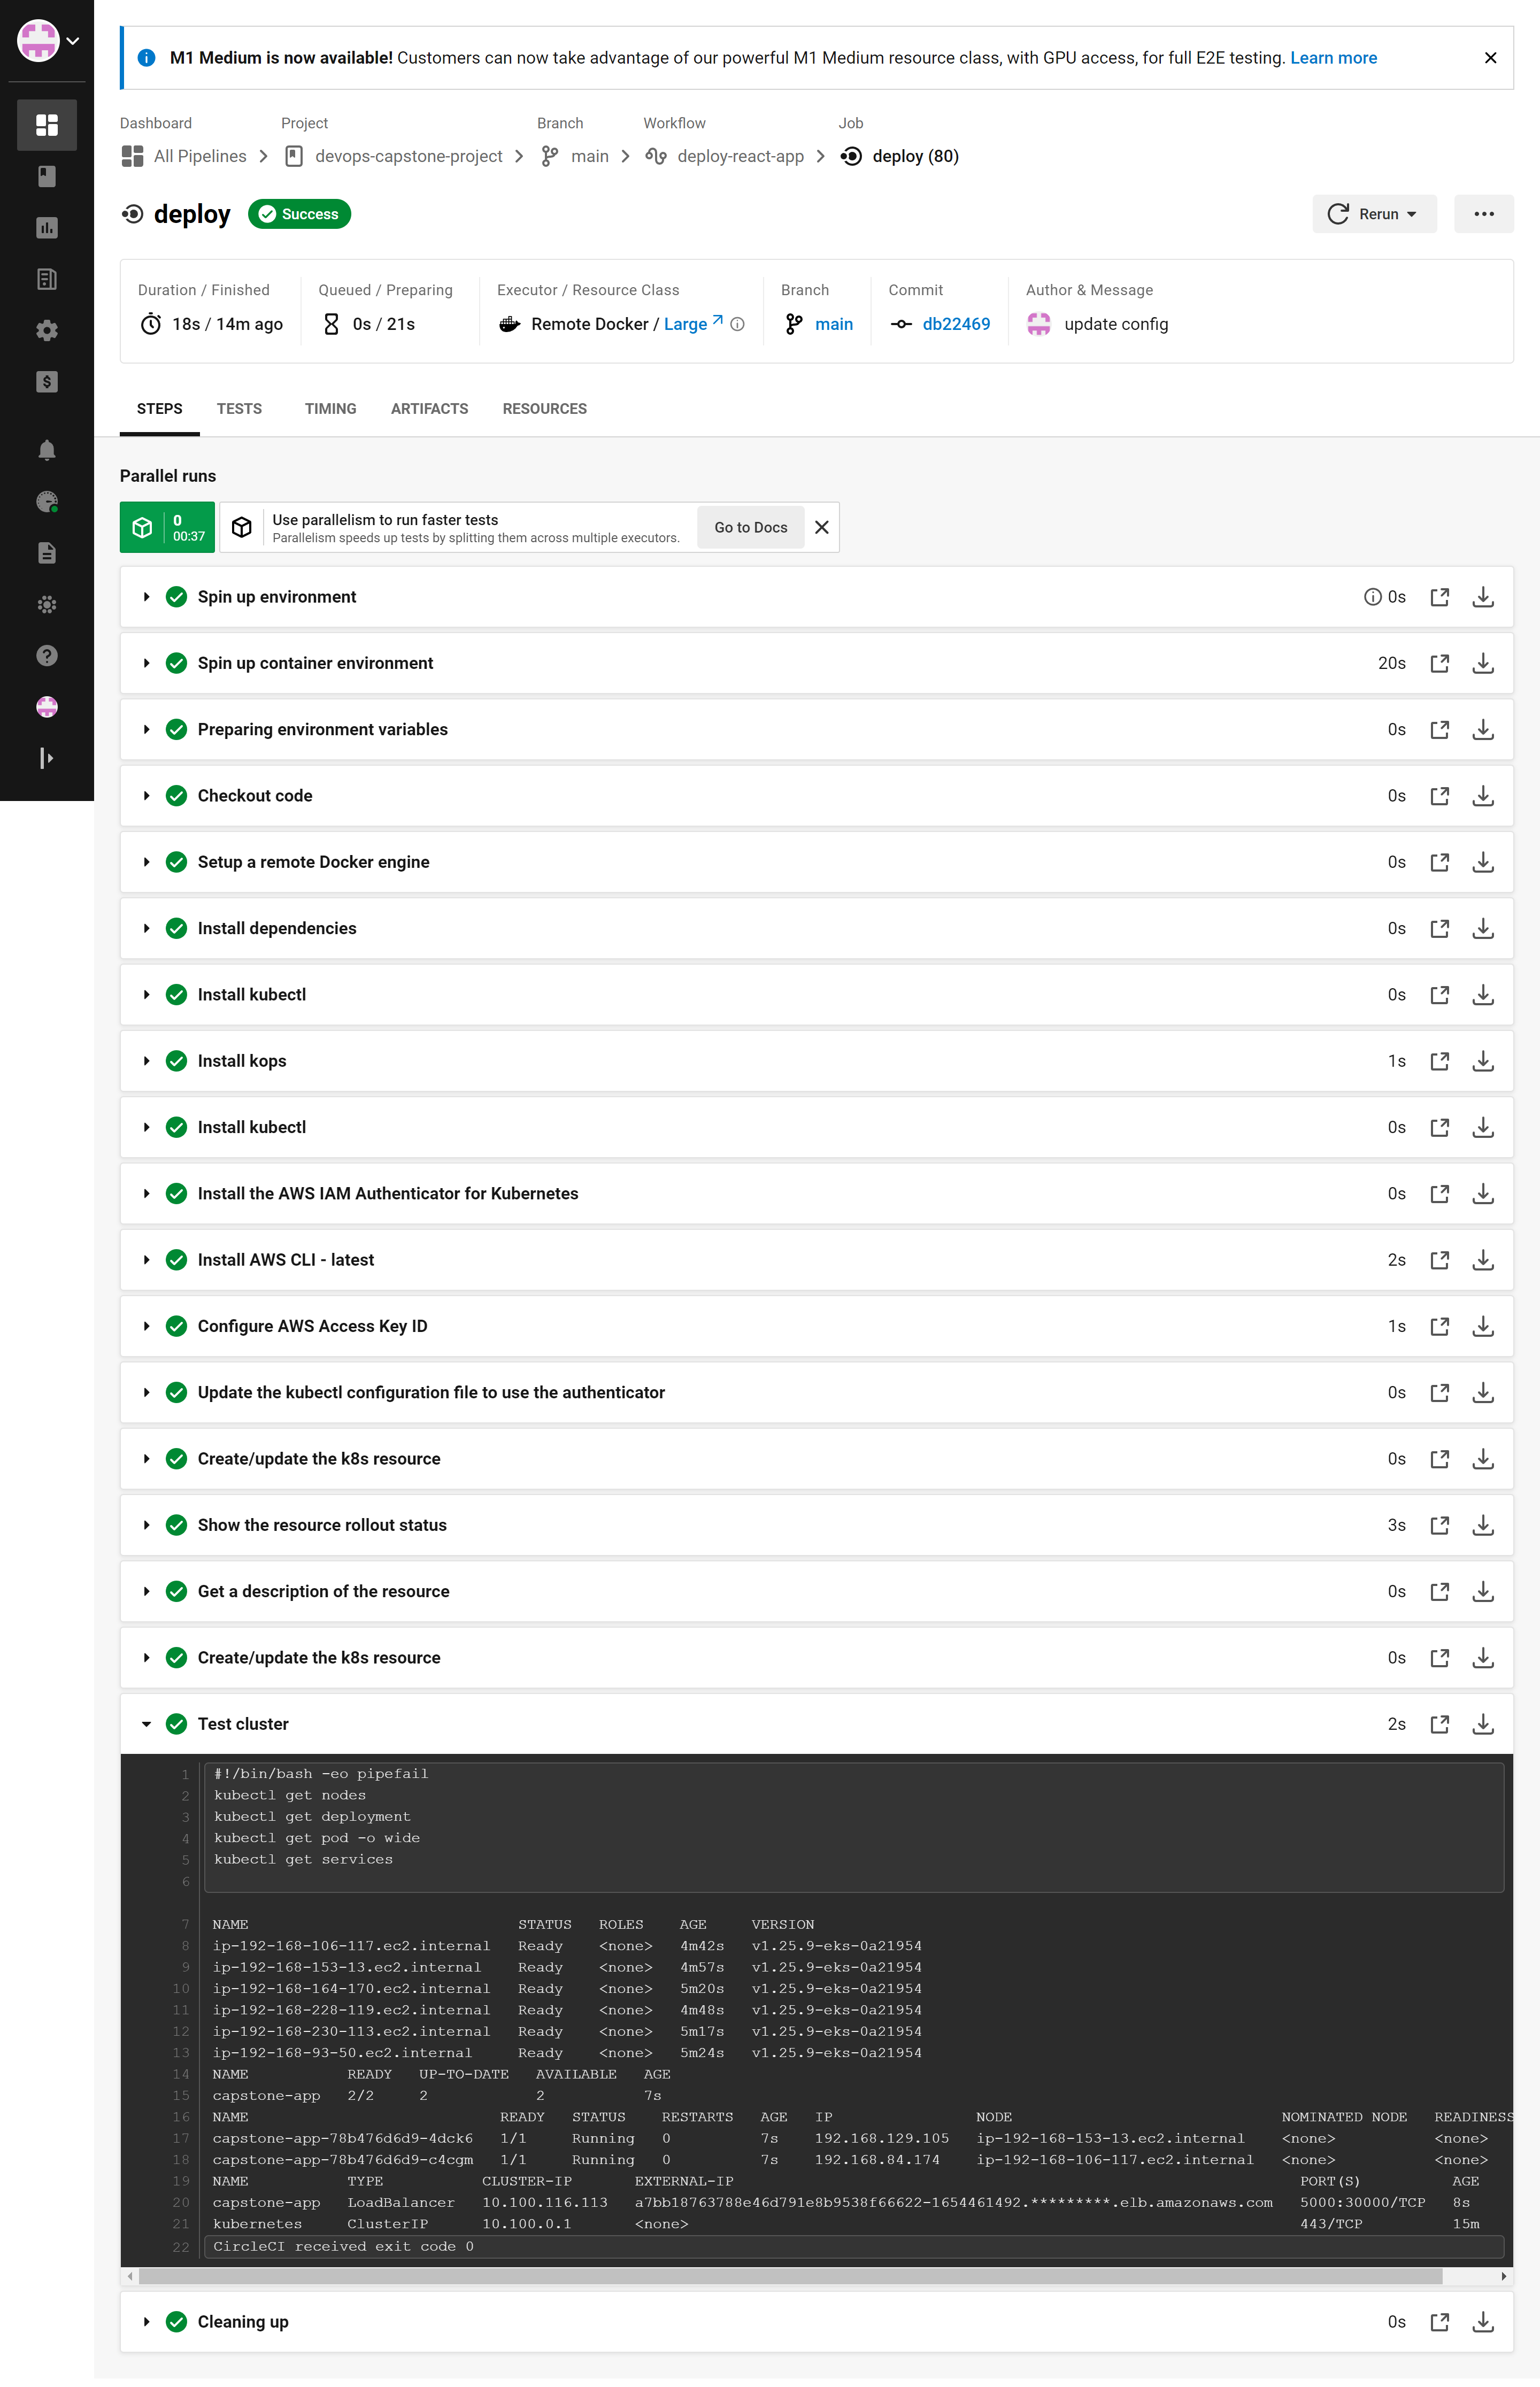 M1 Medium is now available! Customers can now take advantage of our powerful M1 Medium resource class, with GPU access, for full E2E testing. Learn more
Dashboard Project Branch Workflow Job
All Pipelines devops-capstone-project main deploy-react-app deploy (80)
deploy Success Rerun
Duration / Finished Queued / Preparing Executor / Resource Class Branch Commit Author & Message
18s / 14m ago 0s / 21s Remote Docker / Large main db22469 update config
STEPS TESTS TIMING ARTIFACTS RESOURCES
Parallel runs
0
00:37
Use parallelism to run faster tests
Parallelism speeds up tests by splitting them across multiple executors.
Go to Docs
Spin up environment 0s
Spin up container environment 20s
Preparing environment variables 0s
Checkout code 0s
Setup a remote Docker engine 0s
Install dependencies 0s
Install kubectl 0s
Install kops 1s
Install kubectl 0s
Install the AWS IAM Authenticator for Kubernetes 0s
Install AWS CLI - latest 2s
Configure AWS Access Key ID 1s
Update the kubectl configuration file to use the authenticator 0s
Create/update the k8s resource 0s
Show the resource rollout status 3s
Get a description of the resource 0s
Create/update the k8s resource 0s
Test cluster 2s
1 #!/bin/bash -eo pipefail
2 kubectl get nodes
3 kubectl get deployment
4 kubectl get pod -o wide
5 kubectl get services
6
7 NAME STATUS ROLES AGE VERSION
8 ip-192-168-106-117.ec2.internal Ready <none> 4m42s v1.25.9-eks-0a21954
9 ip-192-168-153-13.ec2.internal Ready <none> 4m57s v1.25.9-eks-0a21954
10 ip-192-168-164-170.ec2.internal Ready <none> 5m20s v1.25.9-eks-0a21954
11 ip-192-168-228-119.ec2.internal Ready <none> 4m48s v1.25.9-eks-0a21954
12 ip-192-168-230-113.ec2.internal Ready <none> 5m17s v1.25.9-eks-0a21954
13 ip-192-168-93-50.ec2.internal Ready <none> 5m24s v1.25.9-eks-0a21954
14 NAME READY UP-TO-DATE AVAILABLE AGE
15 capstone-app 2/2 2 2 7s
16 NAME READY STATUS RESTARTS AGE IP NODE NOMINATED NODE READINESS
17 capstone-app-78b476d6d9-4dck6 1/1 Running 0 7s 192.168.129.105 ip-192-168-153-13.ec2.internal <none> <none>
18 capstone-app-78b476d6d9-c4cgm 1/1 Running 0 7s 192.168.84.174 ip-192-168-106-117.ec2.internal <none> <none>
19 NAME TYPE CLUSTER-IP EXTERNAL-IP PORT(S) AGE
20 capstone-app LoadBalancer 10.100.116.113 a7bb18763788e46d791e8b9538f66622-1654461492.*********.elb.amazonaws.com 5000:30000/TCP 8s
21 kubernetes ClusterIP 10.100.0.1 <none> 443/TCP 15m
22 CircleCI received exit code 0
Cleaning up 0s